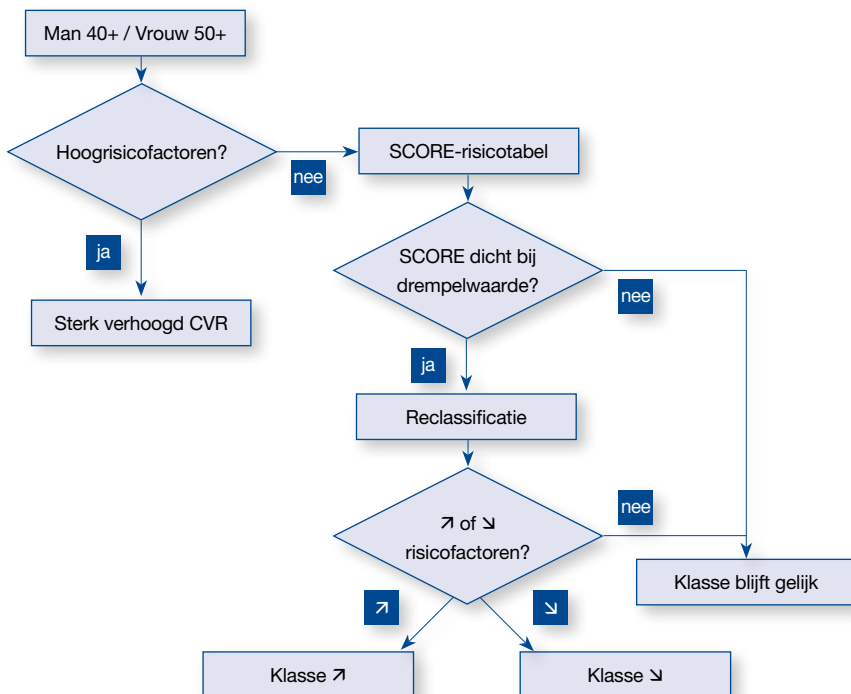 Man 40+ / Vrouw 50+
Hoogrisicofactoren?
nee
SCORE-risicotabel
ja
SCORE dicht bij
drempelwaarde?
nee
Sterk verhoogd CVR
ja
Reclassificatie
nee
↗ of ↘
risicofactoren?
Klasse blijft gelijk
↗
↘
Klasse ↗
Klasse ↘